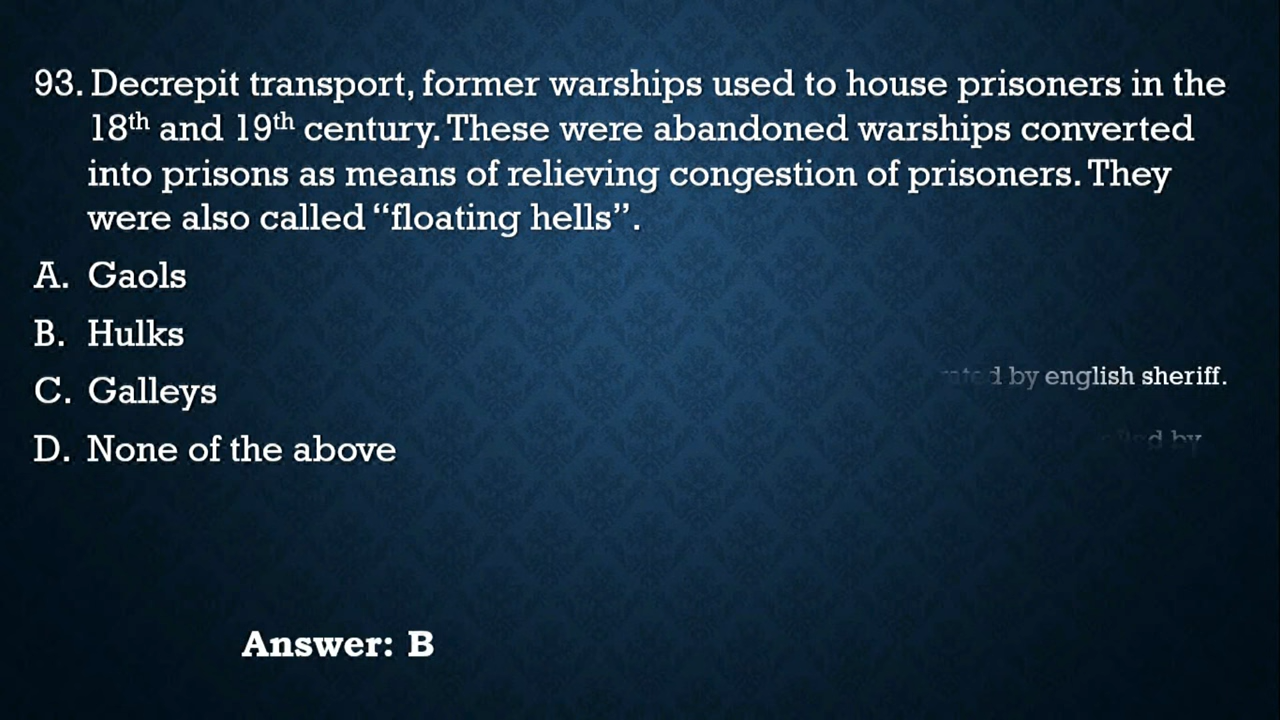 93. Decrepit transport, former warships used to house prisoners in the
18th and 19th century. These were abandoned warships converted
into prisons as means of relieving congestion of prisoners. They
were also called “floating hells”.
A. Gaols
B. Hulks
C. Galleys
D. None of the above
by english sheriff.
by
Answer: B